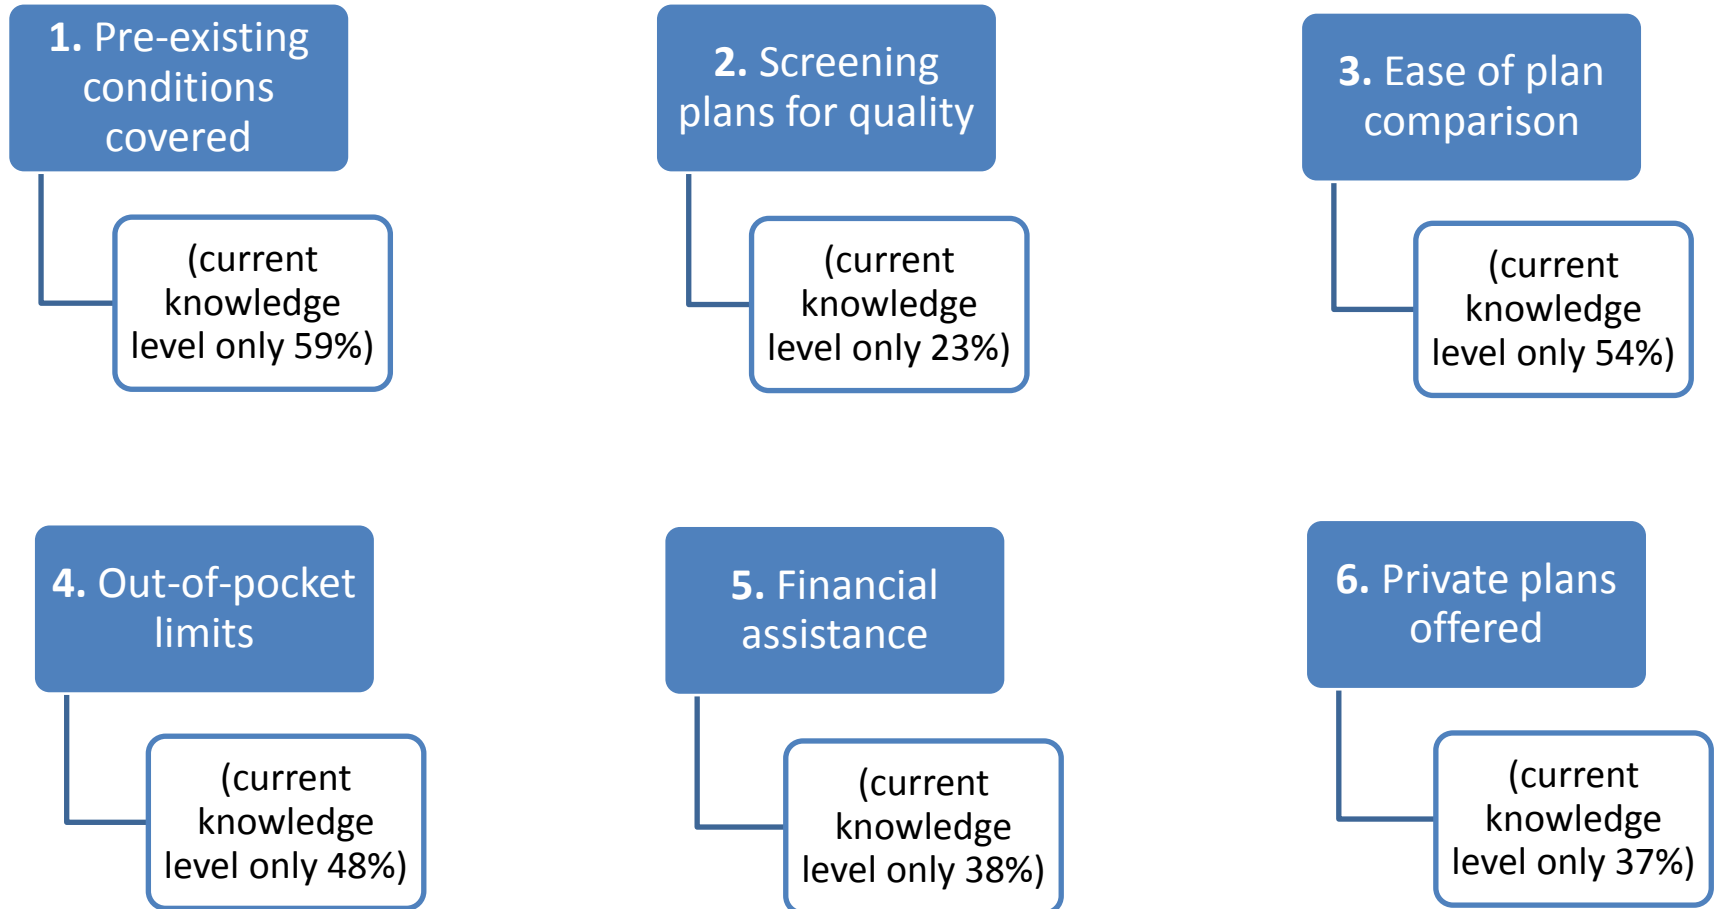 1. Pre-existing
conditions
covered
(current
knowledge
level only 59%)
2. Screening
plans for quality
(current
knowledge
level only 23%)
3. Ease of plan
comparison
(current
knowledge
level only 54%)
4. Out-of-pocket
limits
(current
knowledge
level only 48%)
5. Financial
assistance
(current
knowledge
level only 38%)
6. Private plans
offered
(current
knowledge
level only 37%)